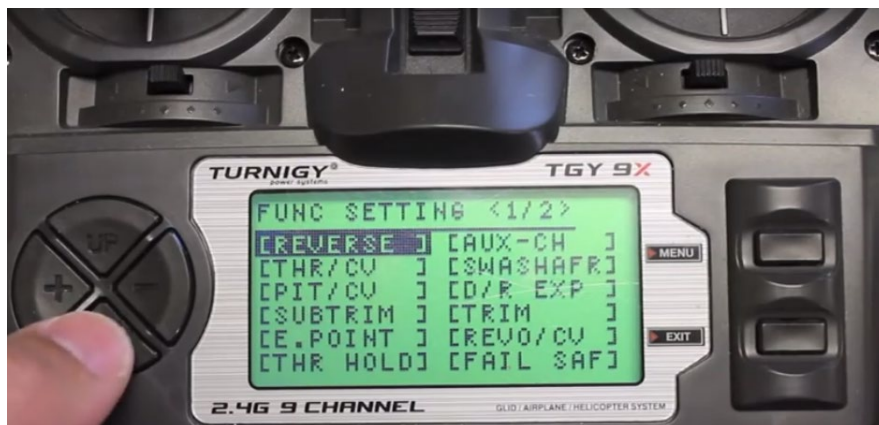 TURNIGY®
power systems
TGY 9X
FUNC SETTING <1/2>
[REVERSE ] [AUX-CH ]
[THR/CV ] [SWASHAFR]
[PIT/CV ] [D/R EXP ]
[SUBTRIM ] [TRIM ]
[E.POINT ] [REVO/CV ]
[THR HOLD] [FAIL SAF]
UP
+
-
MENU
EXIT
2.4G 9 CHANNEL
GLID / AIRPLANE / HELICOPTER SYSTEM